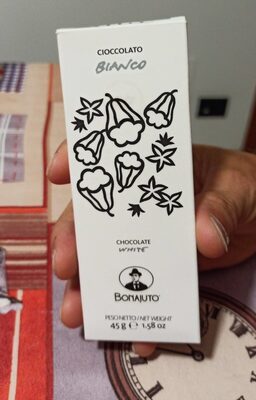 CIOCCOLATO
BIANCO
CHOCOLATE
WHITE
BONAJUTO
PESO NETTO / NET WEIGHT
45 g ℮ 1.58 oz